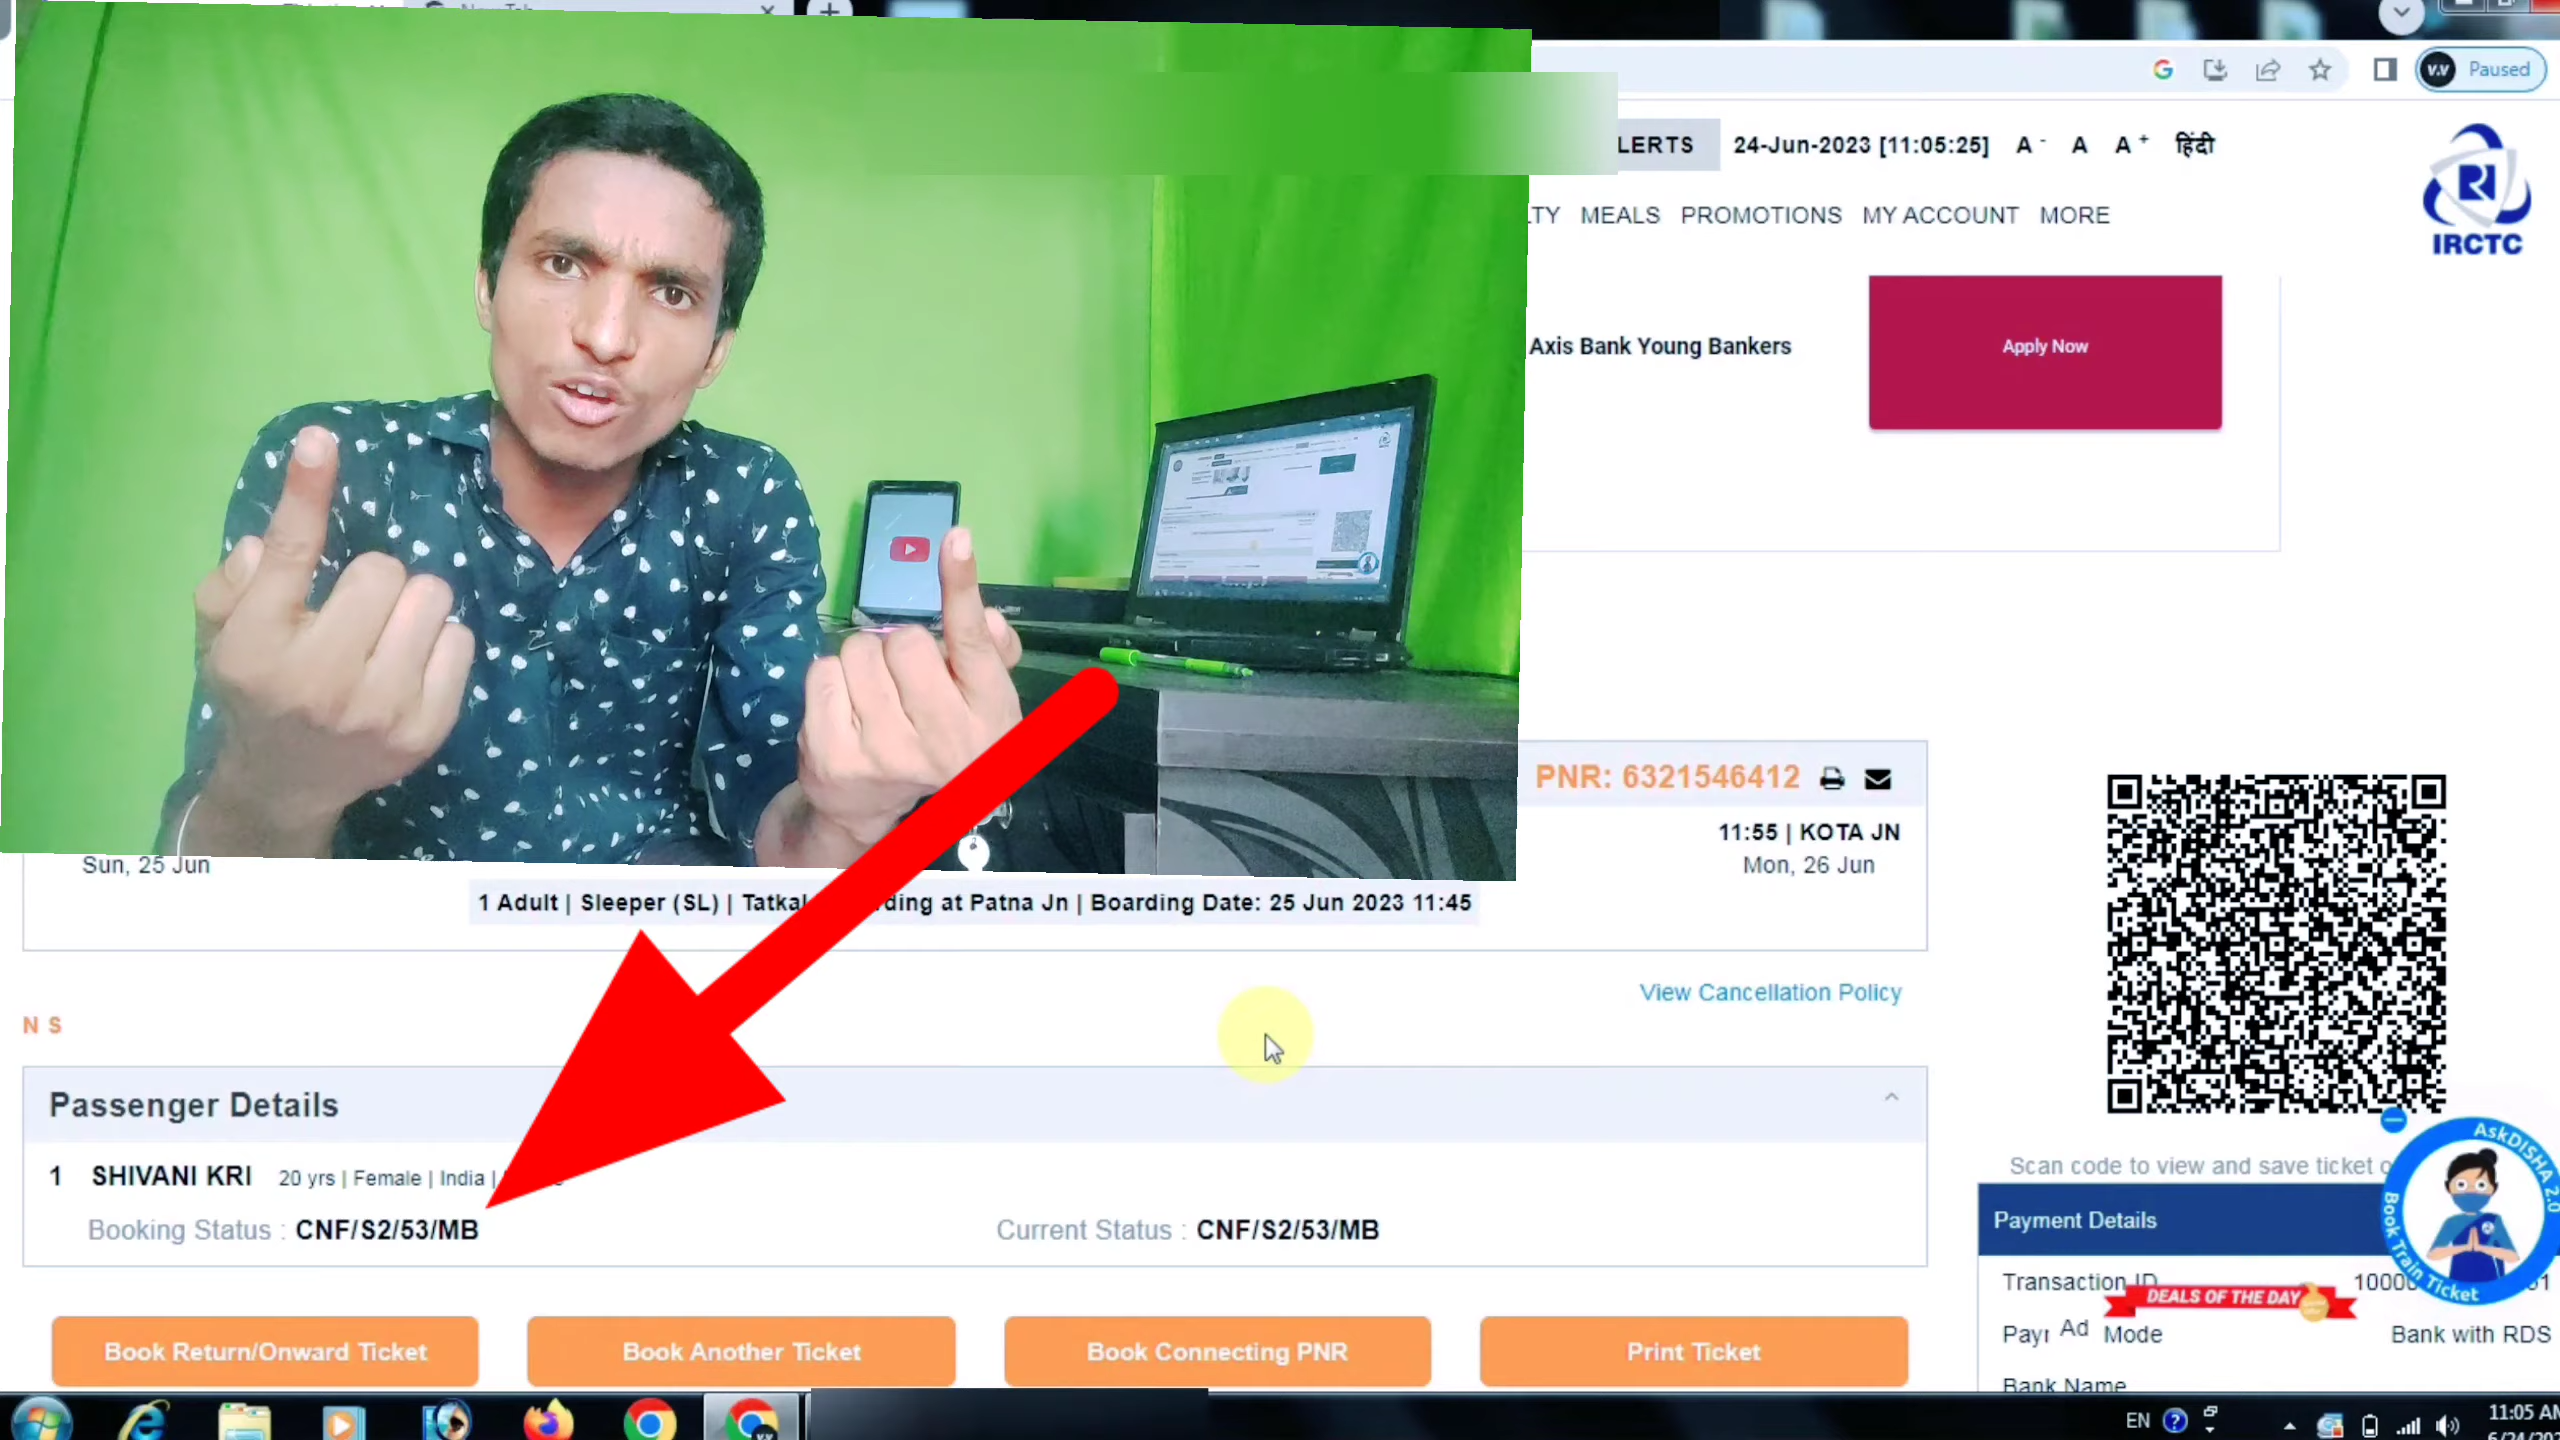 Paused
LERTS
24-Jun-2023 [11:05:25] A - A A + हिंदी
LTY MEALS PROMOTIONS MY ACCOUNT MORE
IRCTC
Axis Bank Young Bankers
Apply Now
PNR: 6321546412
11:55 | KOTA JN
Sun, 25 Jun
Mon, 26 Jun
1 Adult | Sleeper (SL) | Tatkal ding at Patna Jn | Boarding Date: 25 Jun 2023 11:45
View Cancellation Policy
N S
Passenger Details
1 SHIVANI KRI 20 yrs | Female | India |
Booking Status : CNF/S2/53/MB
Current Status : CNF/S2/53/MB
Book Return/Onward Ticket
Book Another Ticket
Book Connecting PNR
Print Ticket
Scan code to view and save ticket
AskDISHA 2.0
Book Train Ticket
Payment Details
Transaction ID 1000
DEALS OF THE DAY
Ad
Mode Bank with RDS
Bank Name
EN
11:05 AM